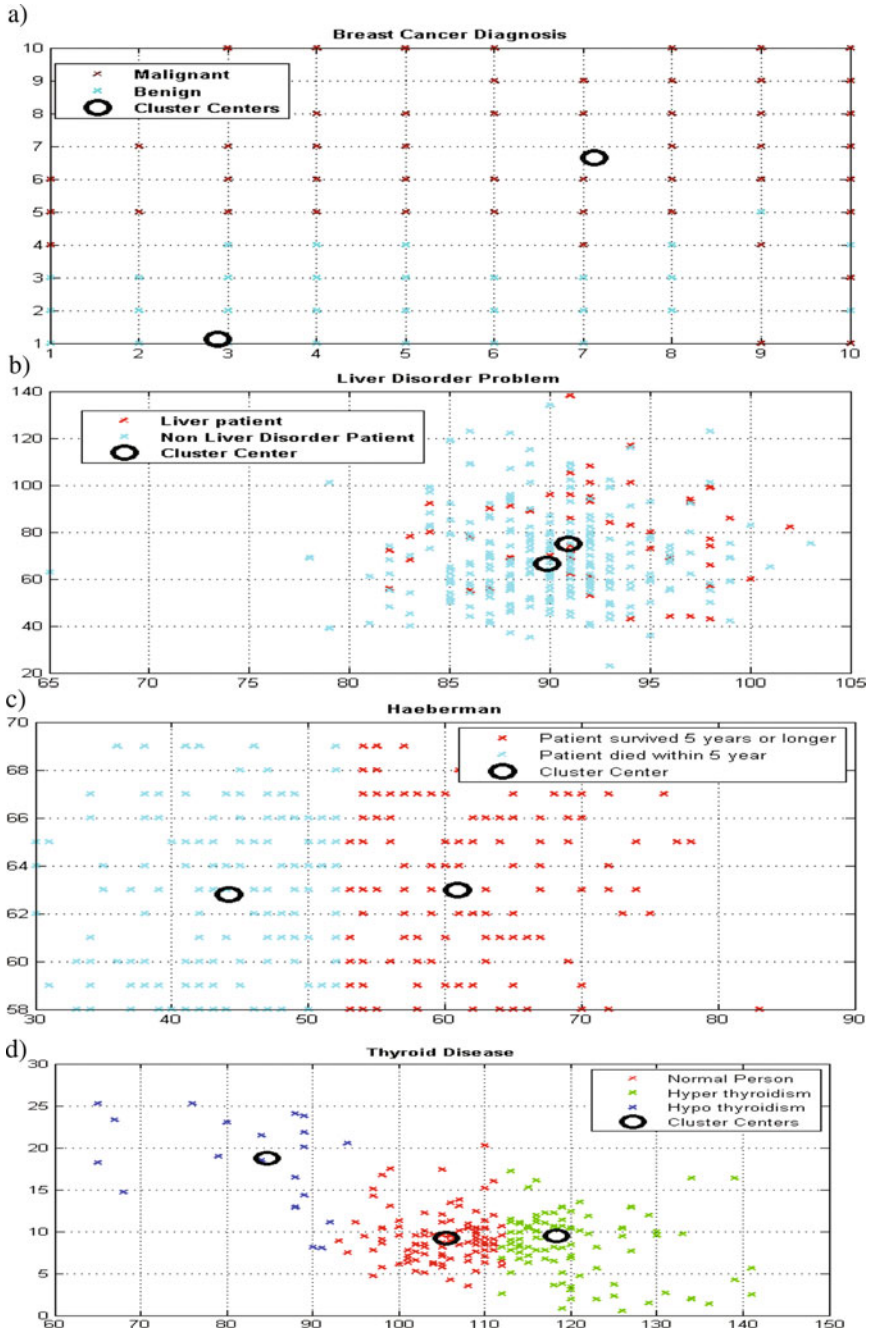 a)
Breast Cancer Diagnosis
10
9
8
7
6
5
4
3
2
1
Malignant
Benign
Cluster Centers
1 2 3 4 5 6 7 8 9 10
b)
Liver Disorder Problem
140
120
100
80
60
40
20
Liver patient
Non Liver Disorder Patient
Cluster Center
65 70 75 80 85 90 95 100 105
c)
Haeberman
70
68
66
64
62
60
58
Patient survived 5 years or longer
Patient died within 5 year
Cluster Center
30 40 50 60 70 80 90
d)
Thyroid Disease
30
25
20
15
10
5
0
Normal Person
Hyper thyroidism
Hypo thyroidism
Cluster Centers
60 70 80 90 100 110 120 130 140 150